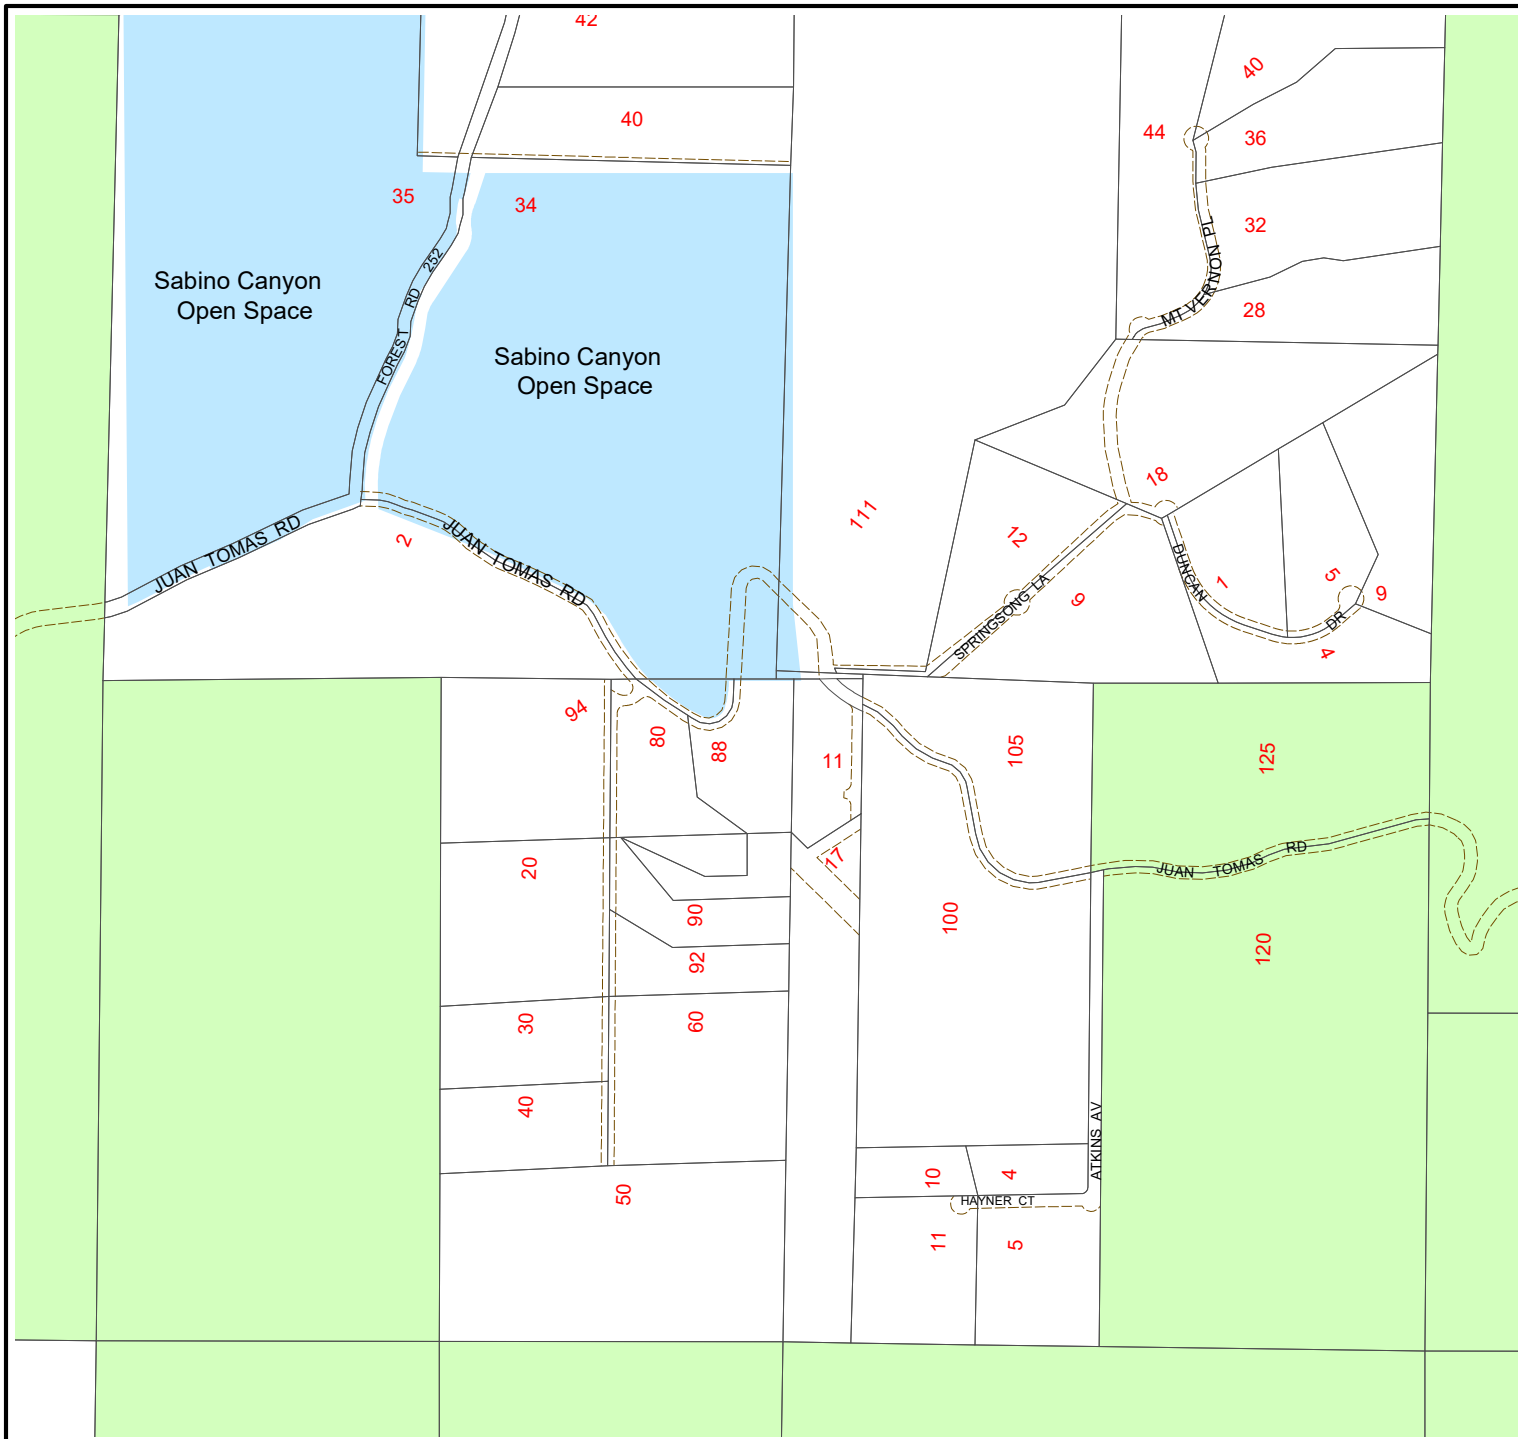 42
40
40
44
36
35
34
32
252
RD
FOREST
Sabino Canyon
Open Space
MT VERNON PL
28
Sabino Canyon
Open Space
18
111
12
JUAN TOMAS RD
2
JUAN TOMAS RD
DUNCAN
1
5
9
SPRINGSONG LA
9
DR
4
94
80
88
11
105
125
20
17
JUAN TOMAS RD
90
100
92
120
30
60
40
ATKINS AV
10
4
50
HAYNER CT
11
5